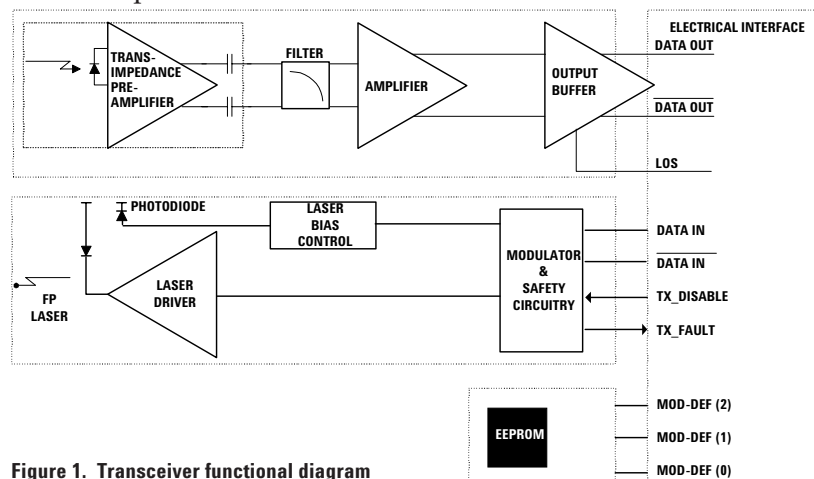 ELECTRICAL INTERFACE
TRANS-
IMPEDANCE
PRE-
AMPLIFIER
FILTER
AMPLIFIER
OUTPUT
BUFFER
DATA OUT
DATA OUT
LOS
PHOTODIODE
LASER
BIAS
CONTROL
FP
LASER
LASER
DRIVER
MODULATOR
&
SAFETY
CIRCUITRY
DATA IN
DATA IN
TX_DISABLE
TX_FAULT
EEPROM
MOD-DEF (2)
MOD-DEF (1)
MOD-DEF (0)
Figure 1. Transceiver functional diagram